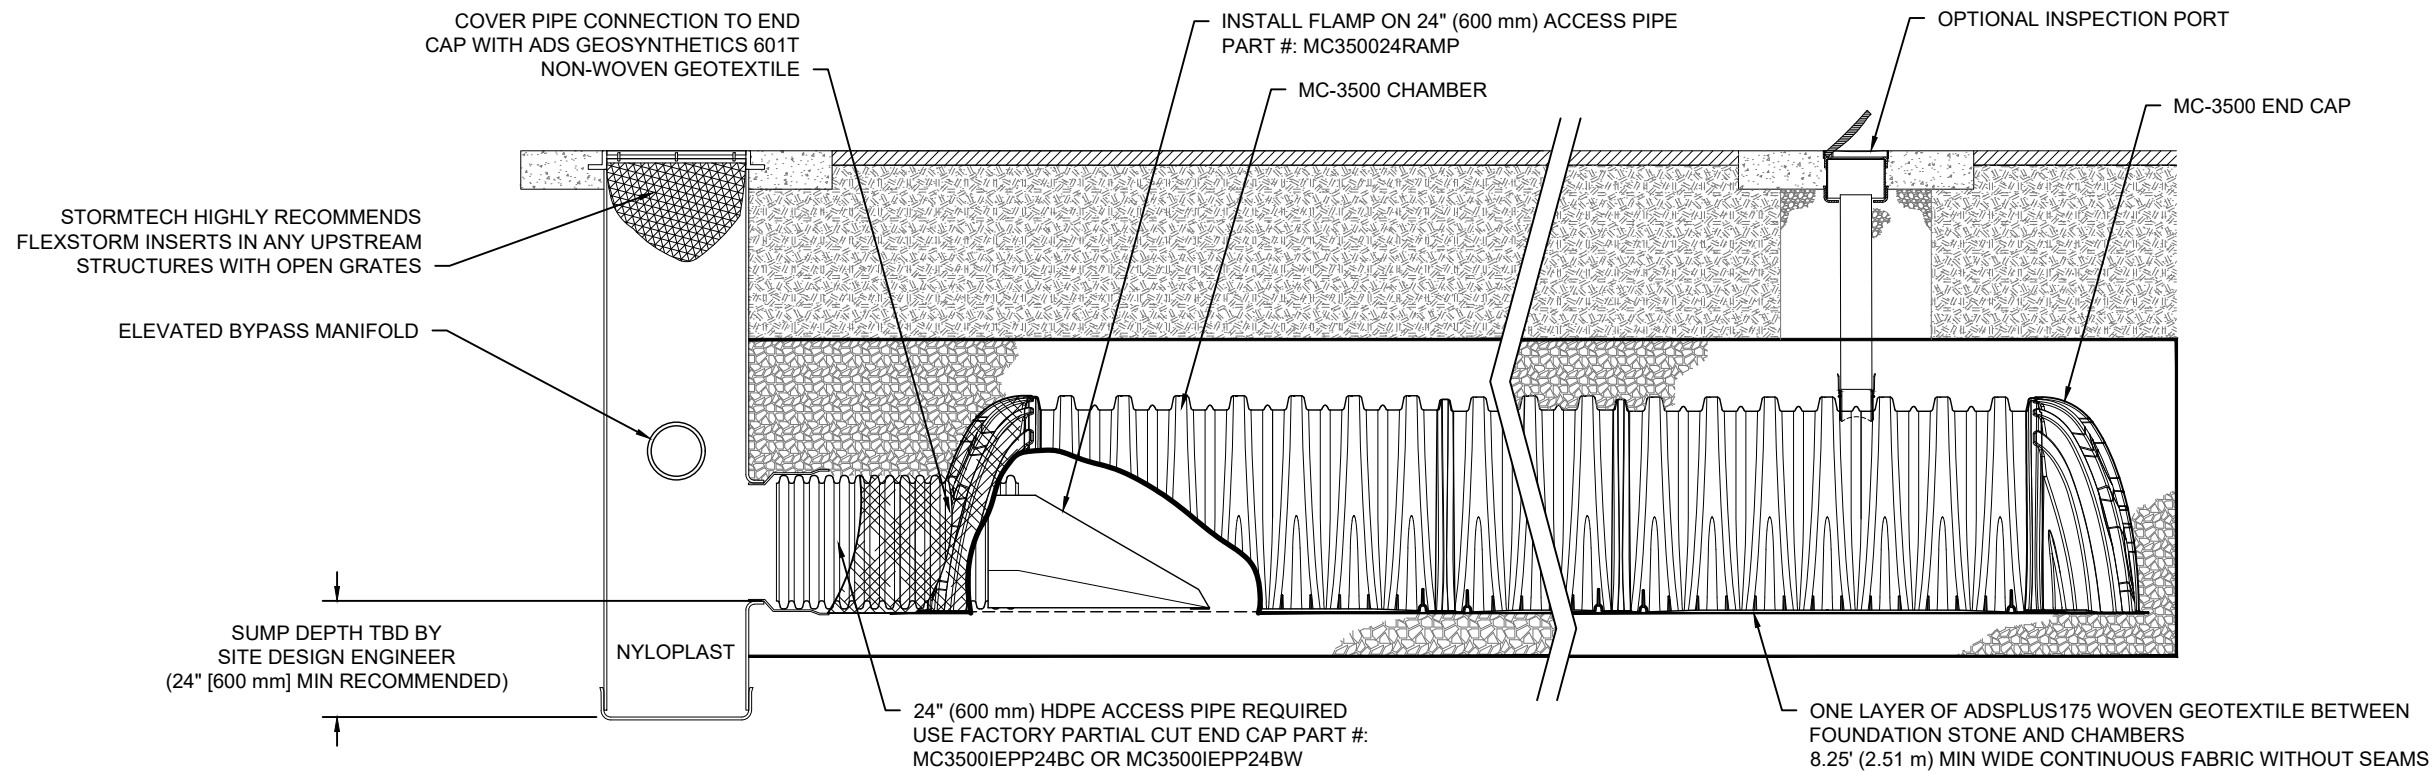 COVER PIPE CONNECTION TO END
CAP WITH ADS GEOSYNTHETICS 601T
NON-WOVEN GEOTEXTILE
INSTALL FLAMP ON 24" (600 mm) ACCESS PIPE
PART #: MC350024RAMP
MC-3500 CHAMBER
OPTIONAL INSPECTION PORT
MC-3500 END CAP
STORMTECH HIGHLY RECOMMENDS
FLEXSTORM INSERTS IN ANY UPSTREAM
STRUCTURES WITH OPEN GRATES
ELEVATED BYPASS MANIFOLD
SUMP DEPTH TBD BY
SITE DESIGN ENGINEER
(24" [600 mm] MIN RECOMMENDED)
NYLOPLAST
24" (600 mm) HDPE ACCESS PIPE REQUIRED
USE FACTORY PARTIAL CUT END CAP PART #:
MC3500IEPP24BC OR MC3500IEPP24BW
ONE LAYER OF ADSPLUS175 WOVEN GEOTEXTILE BETWEEN
FOUNDATION STONE AND CHAMBERS
8.25' (2.51 m) MIN WIDE CONTINUOUS FABRIC WITHOUT SEAMS